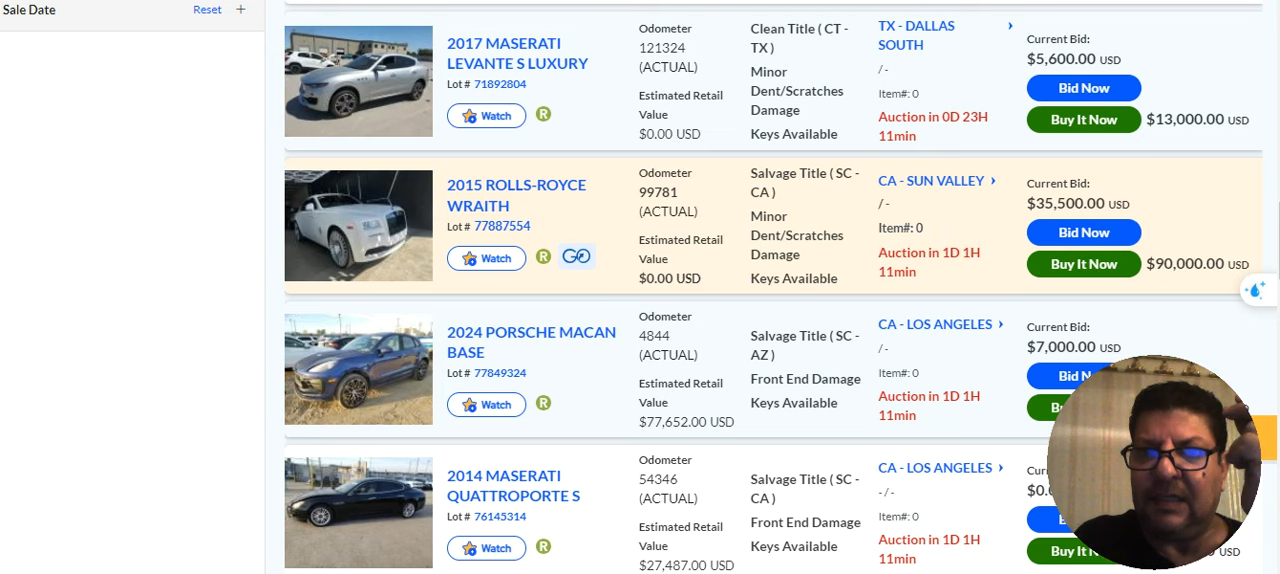 Sale Date
Reset +
2017 MASERATI
LEVANTE S LUXURY
Lot # 71892804
Watch
R
Odometer
121324
(ACTUAL)
Estimated Retail
Value
$0.00 USD
Clean Title ( CT -
TX )
Minor
Dent/Scratches
Damage
Keys Available
TX - DALLAS
SOUTH
/ -
Item#: 0
Auction in 0D 23H
11min
Current Bid:
$5,600.00 USD
Bid Now
Buy It Now $13,000.00 USD
2015 ROLLS-ROYCE
WRAITH
Lot # 77887554
Watch
R
Odometer
99781
(ACTUAL)
Estimated Retail
Value
$0.00 USD
Salvage Title ( SC -
CA )
Minor
Dent/Scratches
Damage
Keys Available
CA - SUN VALLEY
/ -
Item#: 0
Auction in 1D 1H
11min
Current Bid:
$35,500.00 USD
Bid Now
Buy It Now $90,000.00 USD
2024 PORSCHE MACAN
BASE
Lot # 77849324
Watch
R
Odometer
4844
(ACTUAL)
Estimated Retail
Value
$77,652.00 USD
Salvage Title ( SC -
AZ )
Front End Damage
Keys Available
CA - LOS ANGELES
/ -
Item#: 0
Auction in 1D 1H
11min
Current Bid:
$7,000.00 USD
Bid N
Bu
2014 MASERATI
QUATTROPORTE S
Lot # 76145314
Watch
R
Odometer
54346
(ACTUAL)
Estimated Retail
Value
$27,487.00 USD
Salvage Title ( SC -
CA )
Front End Damage
Keys Available
CA - LOS ANGELES
- / -
Item#: 0
Auction in 1D 1H
11min
Curr
$0.0
B
Buy It N
USD